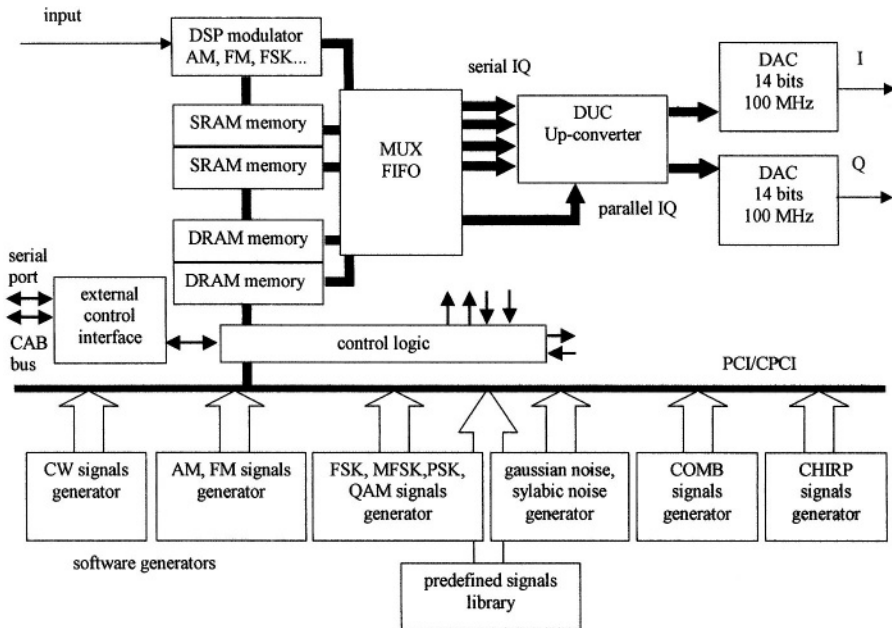 input
DSP modulator
AM, FM, FSK...
SRAM memory
SRAM memory
DRAM memory
DRAM memory
MUX
FIFO
serial IQ
DUC
Up-converter
parallel IQ
DAC
14 bits
100 MHz
I
DAC
14 bits
100 MHz
Q
serial
port
CAB
bus
external
control
interface
control logic
PCI/CPCI
CW signals
generator
AM, FM signals
generator
FSK, MFSK,PSK,
QAM signals
generator
gaussian noise,
sylabic noise
generator
COMB
signals
generator
CHIRP
signals
generator
software generators
predefined signals
library